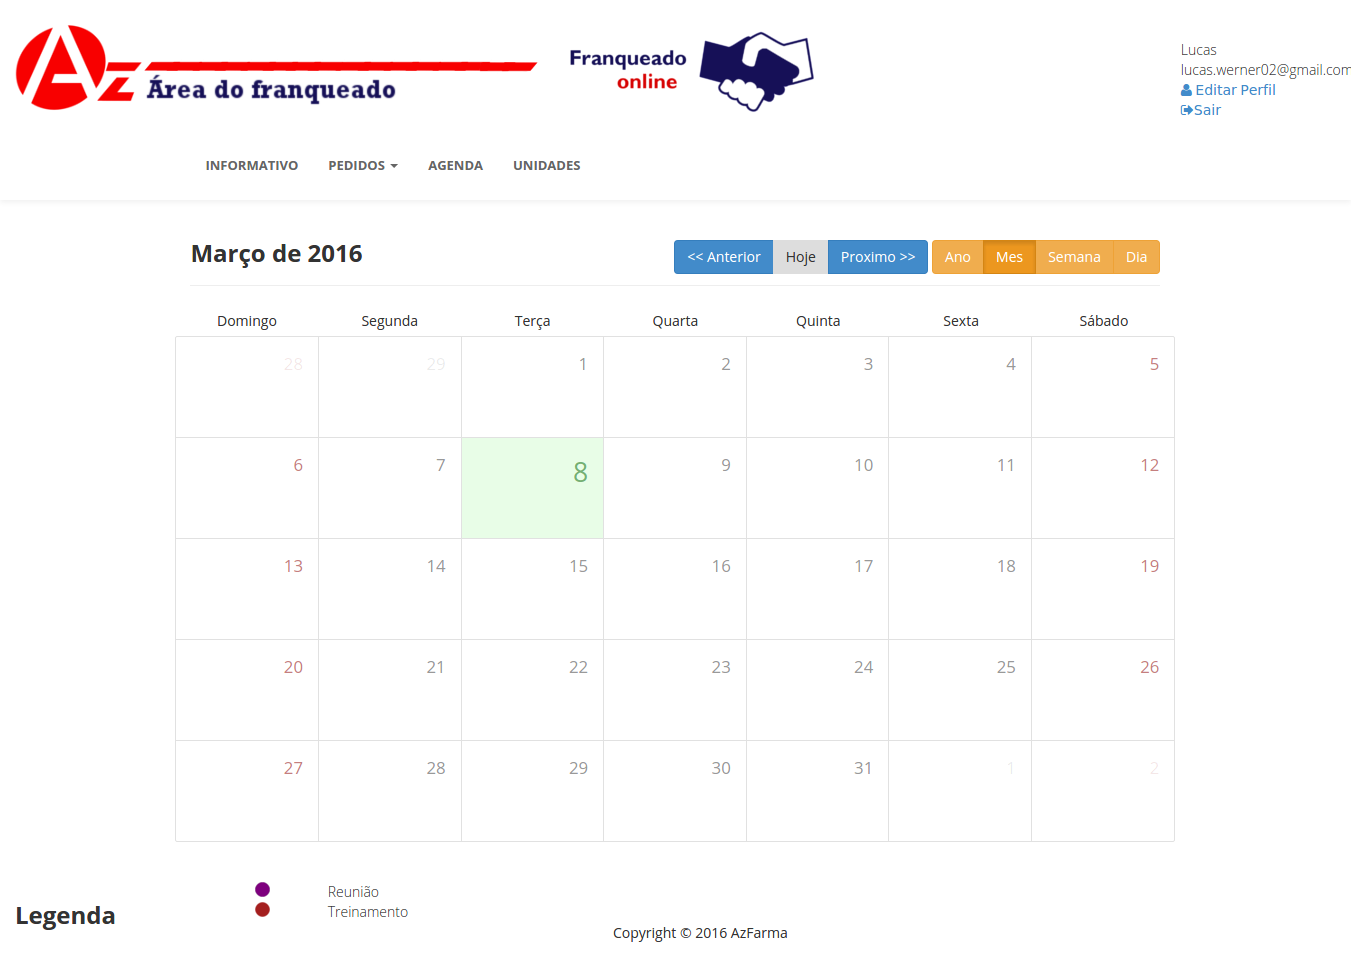 Az Área do franqueado
Franqueado
online
Lucas
lucas.werner02@gmail.com
Editar Perfil
Sair
INFORMATIVO PEDIDOS AGENDA UNIDADES
Março de 2016
<< Anterior Hoje Proximo >> Ano Mes Semana Dia
Domingo Segunda Terça Quarta Quinta Sexta Sábado
28 29 1 2 3 4 5
6 7 8 9 10 11 12
13 14 15 16 17 18 19
20 21 22 23 24 25 26
27 28 29 30 31 1 2
Legenda
Reunião
Treinamento
Copyright © 2016 AzFarma